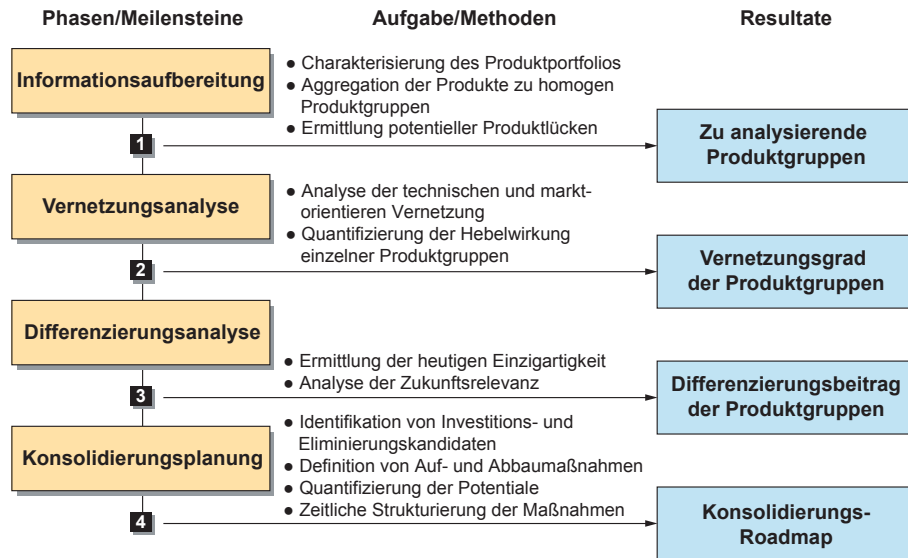 Phasen/Meilensteine
Aufgabe/Methoden
Resultate
Informationsaufbereitung
● Charakterisierung des Produktportfolios
● Aggregation der Produkte zu homogen
Produktgruppen
● Ermittlung potentieller Produktlücken
1
Zu analysierende
Produktgruppen
Vernetzungsanalyse
● Analyse der technischen und markt-
orientieren Vernetzung
● Quantifizierung der Hebelwirkung
einzelner Produktgruppen
2
Vernetzungsgrad
der Produktgruppen
Differenzierungsanalyse
● Ermittlung der heutigen Einzigartigkeit
● Analyse der Zukunftsrelevanz
3
Differenzierungsbeitrag
der Produktgruppen
Konsolidierungsplanung
● Identifikation von Investitions- und
Eliminierungskandidaten
● Definition von Auf- und Abbaumaßnahmen
● Quantifizierung der Potentiale
● Zeitliche Strukturierung der Maßnahmen
4
Konsolidierungs-
Roadmap